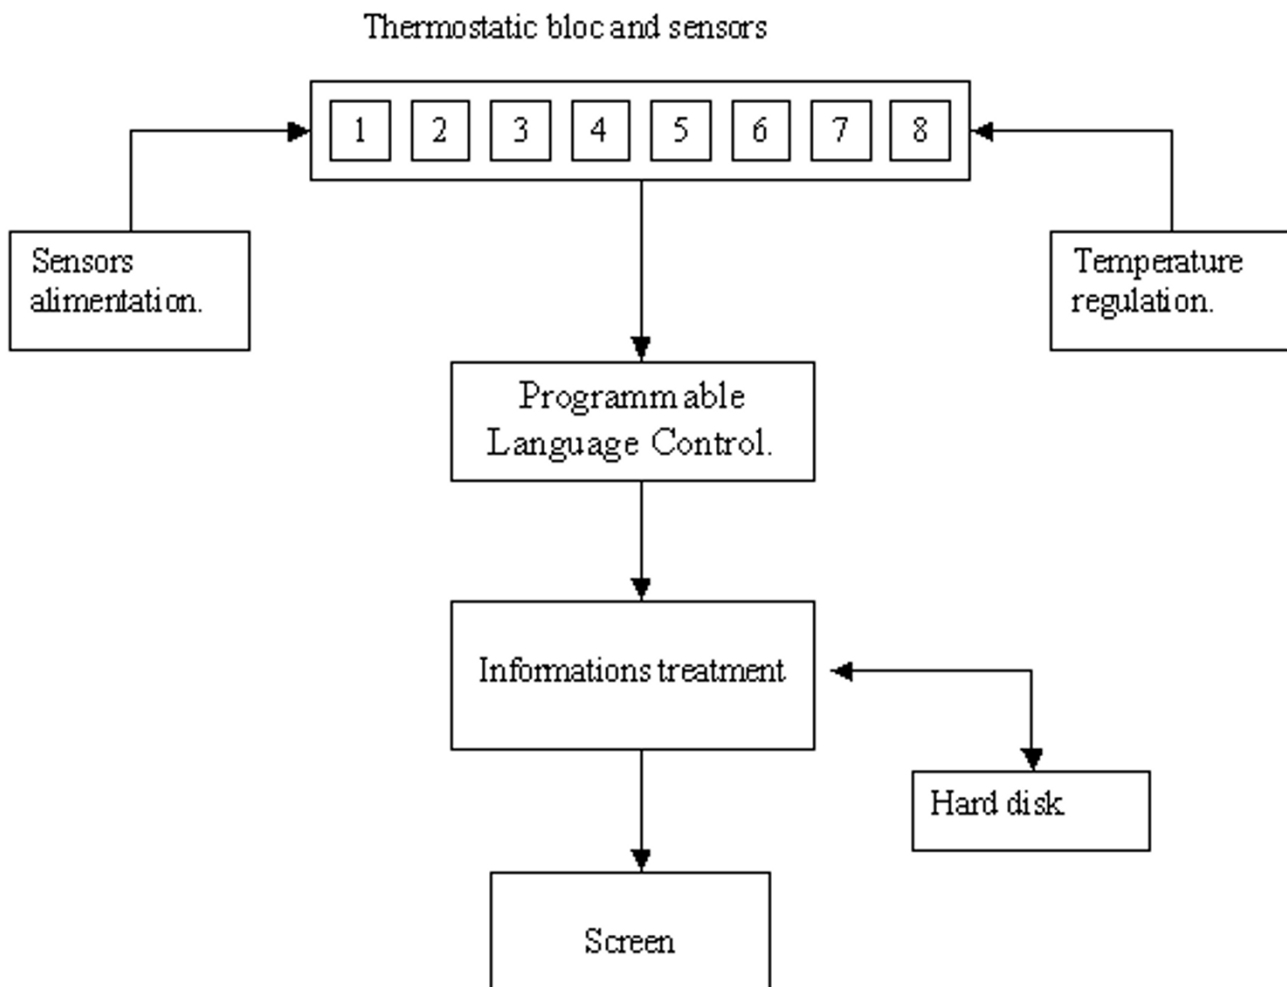 Thermostatic bloc and sensors
1 2 3 4 5 6 7 8
Sensors
alimentation.
Temperature
regulation.
Programmable
Language Control.
Informations treatment
Hard disk.
Screen